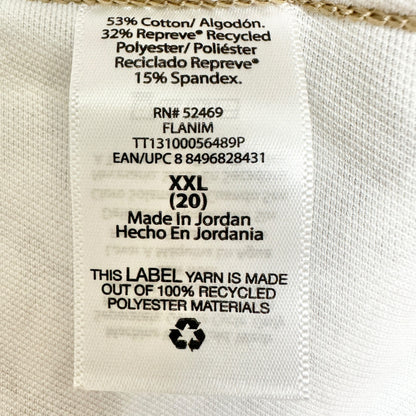 53% Cotton/ Algodón.
32% Repreve® Recycled
Polyester/ Poliéster
Reciclado Repreve®
15% Spandex.
RN# 52469
FLANIM
TT13100056489P
EAN/UPC 8 8496828431
XXL
(20)
Made In Jordan
Hecho En Jordania
THIS LABEL YARN IS MADE
OUT OF 100% RECYCLED
POLYESTER MATERIALS